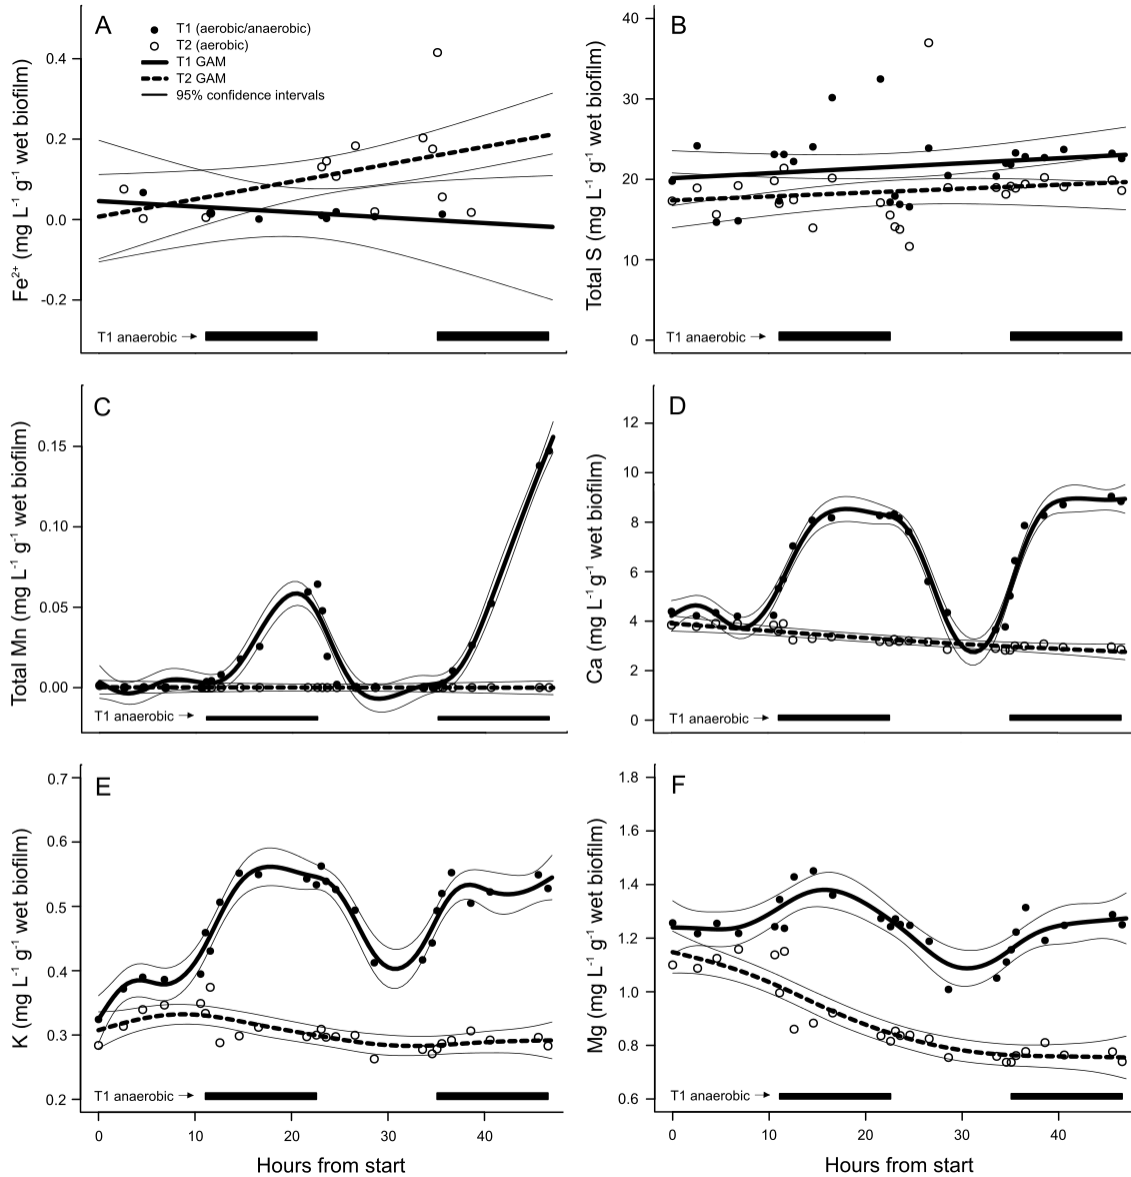 A
T1 (aerobic/anaerobic)
T2 (aerobic)
T1 GAM
T2 GAM
95% confidence intervals
0.4
0.2
0.0
-0.2
Fe²⁺ (mg L⁻¹ g⁻¹ wet biofilm)
T1 anaerobic →
B
40
30
20
10
0
Total S (mg L⁻¹ g⁻¹ wet biofilm)
T1 anaerobic →
C
0.15
0.10
0.05
0.00
Total Mn (mg L⁻¹ g⁻¹ wet biofilm)
T1 anaerobic →
D
12
10
8
6
4
2
0
Ca (mg L⁻¹ g⁻¹ wet biofilm)
T1 anaerobic →
E
0.7
0.6
0.5
0.4
0.3
0.2
K (mg L⁻¹ g⁻¹ wet biofilm)
T1 anaerobic →
0 10 20 30 40
Hours from start
F
1.8
1.6
1.4
1.2
1.0
0.8
0.6
Mg (mg L⁻¹ g⁻¹ wet biofilm)
T1 anaerobic →
0 10 20 30 40
Hours from start